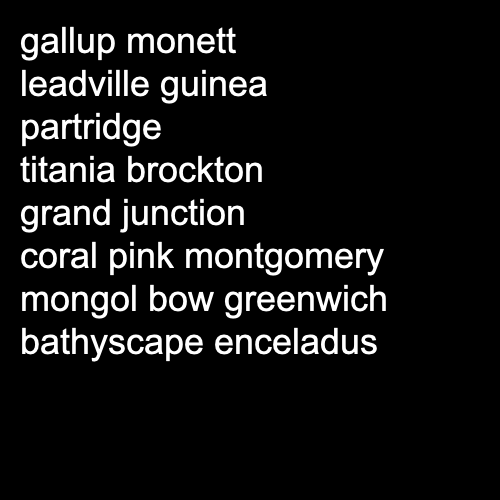 gallup monett
leadville guinea
partridge
titania brockton
grand junction
coral pink montgomery
mongol bow greenwich
bathyscape enceladus